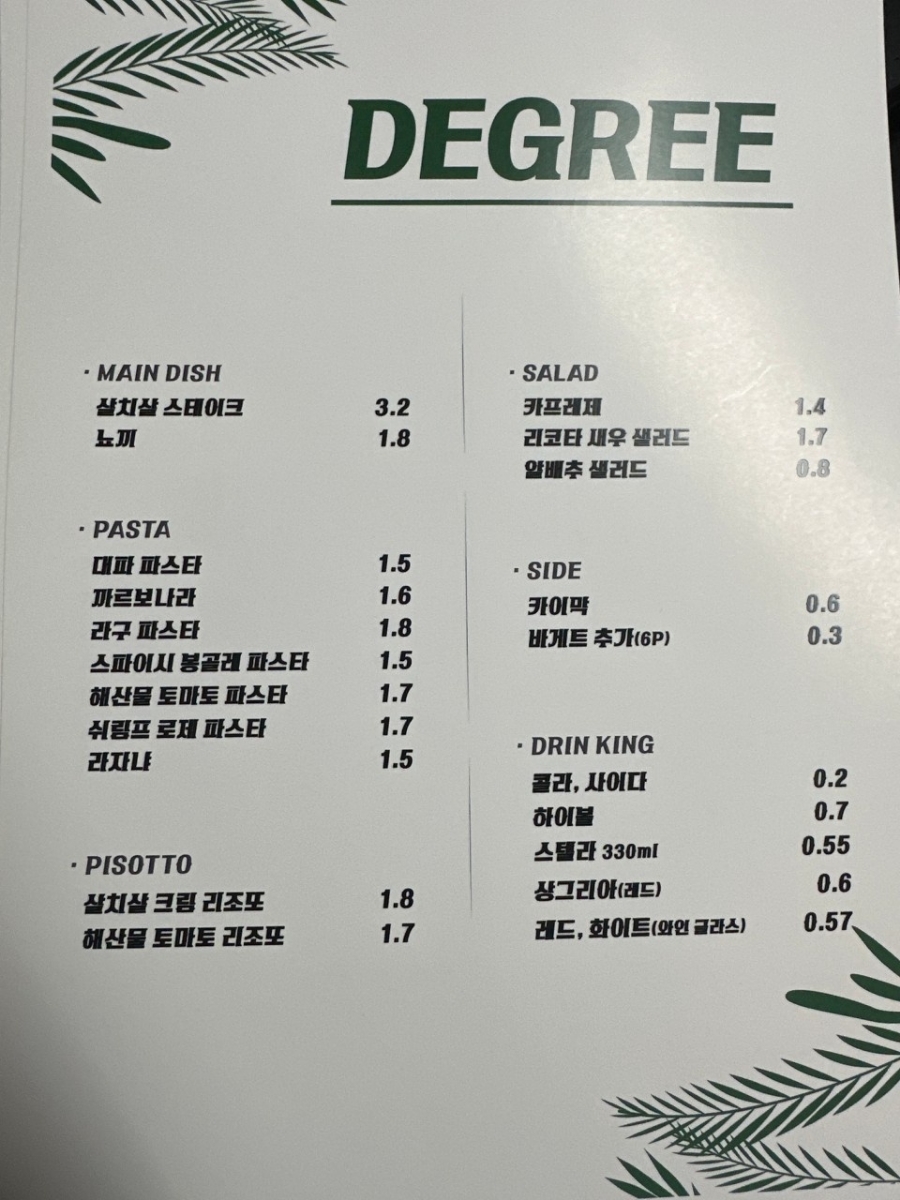 DEGREE
· MAIN DISH
살치살 스테이크 3.2
뇨끼 1.8
· PASTA
대파 파스타 1.5
까르보나라 1.6
라구 파스타 1.8
스파이시 봉골레 파스타 1.5
해산물 토마토 파스타 1.7
쉬림프 로제 파스타 1.7
라자냐 1.5
· PISOTTO
살치살 크림 리조또 1.8
해산물 토마토 리조또 1.7
· SALAD
카프레제 1.4
리코타 새우 샐러드 1.7
알배추 샐러드 0.8
· SIDE
카이막 0.6
바게트 추가(6P) 0.3
· DRIN KING
콜라, 사이다 0.2
하이볼 0.7
스텔라 330ml 0.55
샹그리아(레드) 0.6
레드, 화이트(와인 글라스) 0.57